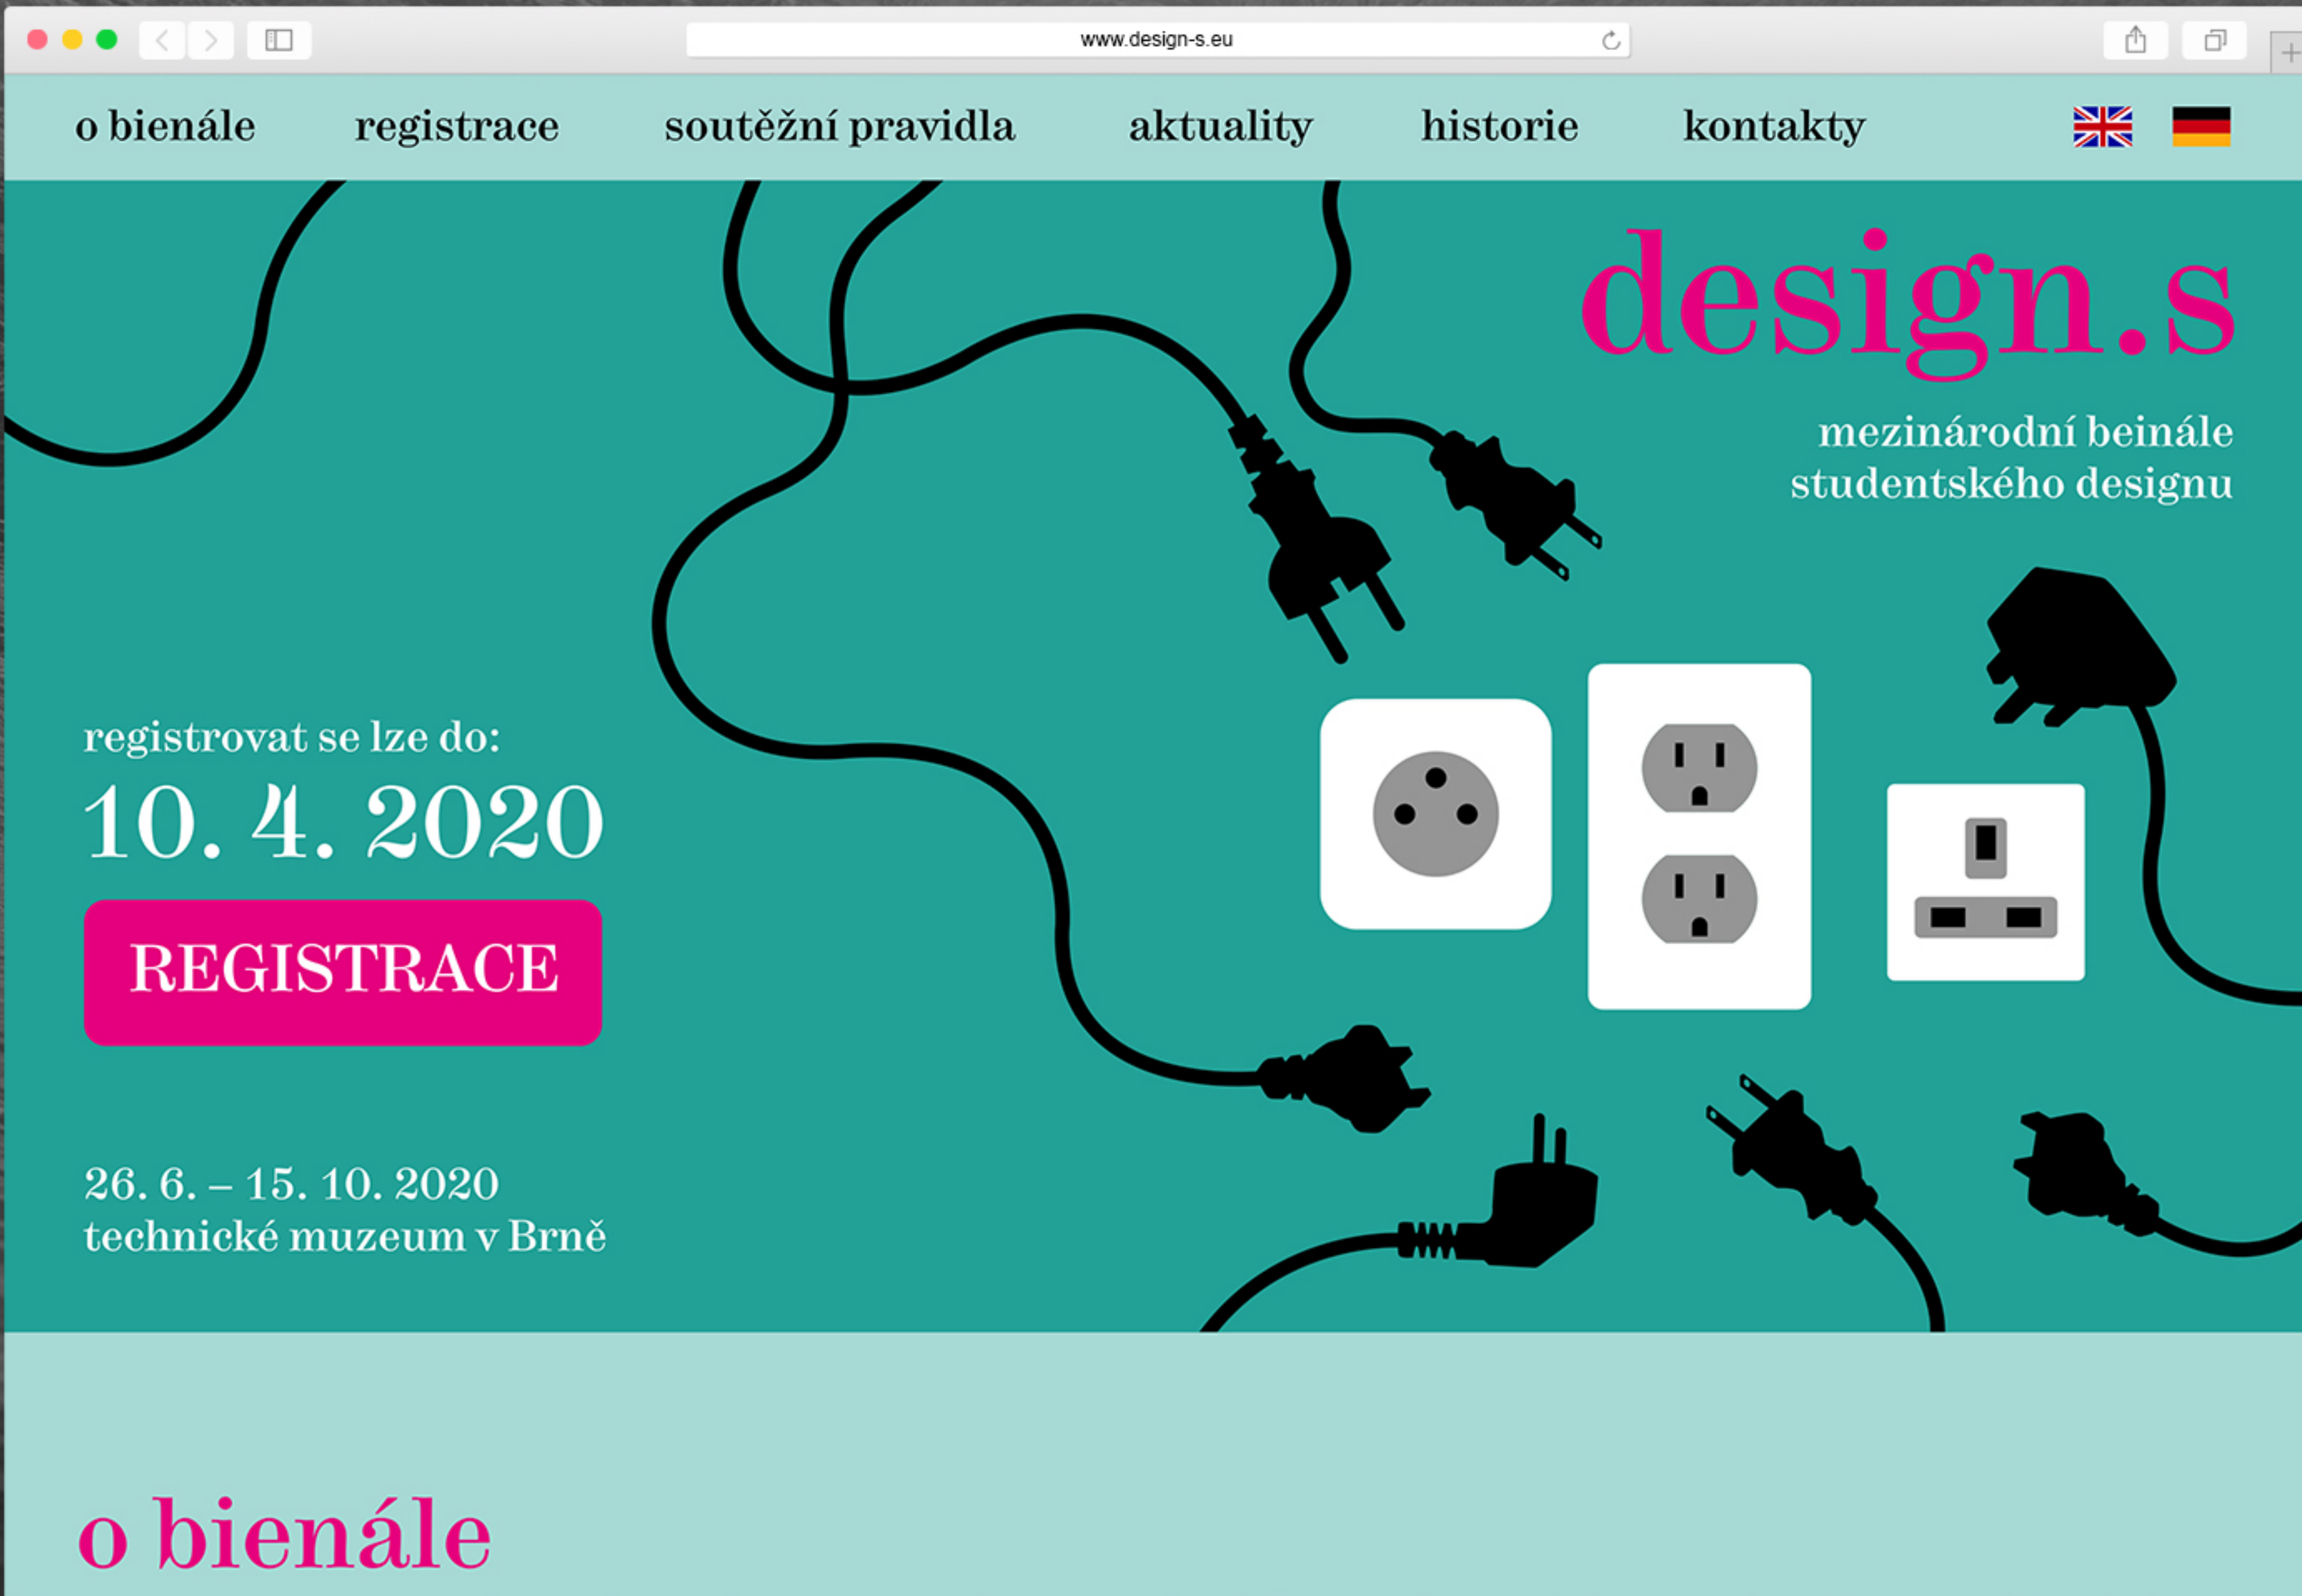 www.design-s.eu
o bienále registrace soutěžní pravidla aktuality historie kontakty
design.s
mezinárodní beinále
studentského designu
registrovat se lze do:
10. 4. 2020
REGISTRACE
26. 6. – 15. 10. 2020
technické muzeum v Brně
o bienále